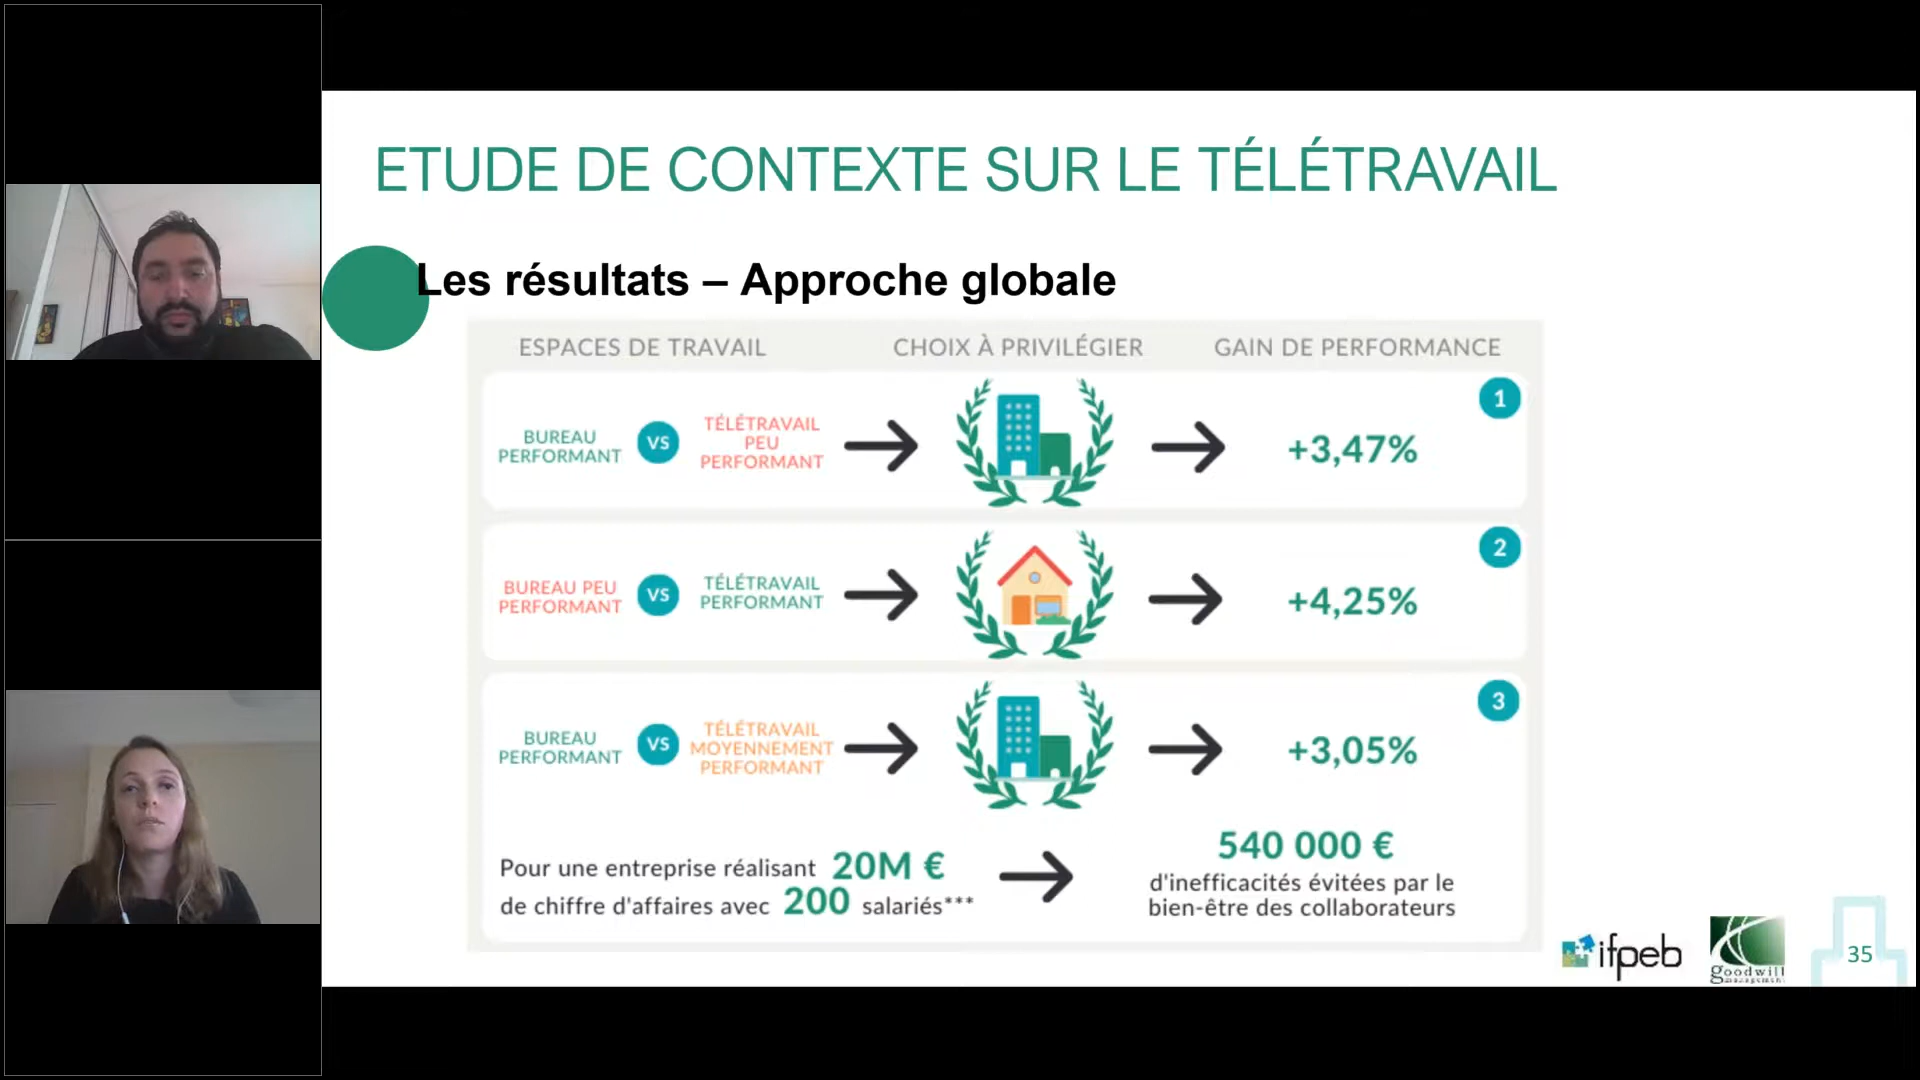 ETUDE DE CONTEXTE SUR LE TÉLÉTRAVAIL
Les résultats – Approche globale
ESPACES DE TRAVAIL
CHOIX À PRIVILÉGIER
GAIN DE PERFORMANCE
1
BUREAU
PERFORMANT
VS
TÉLÉTRAVAIL
PEU
PERFORMANT
+3,47%
2
BUREAU PEU
PERFORMANT
VS
TÉLÉTRAVAIL
PERFORMANT
+4,25%
3
BUREAU
PERFORMANT
VS
TÉLÉTRAVAIL
MOYENNEMENT
PERFORMANT
+3,05%
Pour une entreprise réalisant 20M €
de chiffre d'affaires avec 200 salariés***
540 000 €
d'inefficacités évitées par le
bien-être des collaborateurs
ifpeb
goodwill
management
35